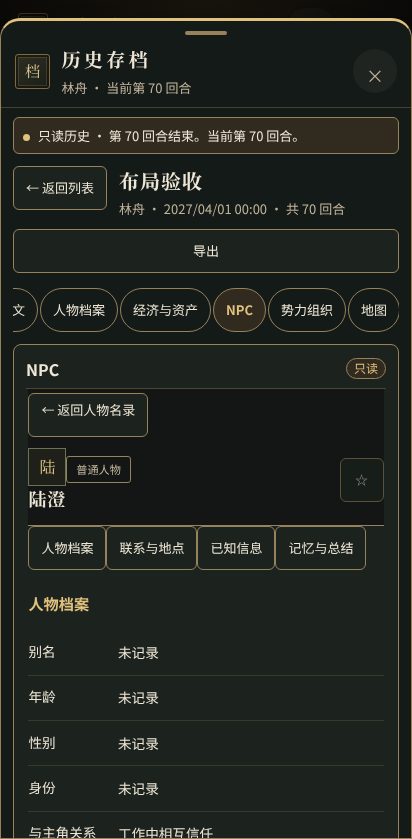 档
历史存档
林舟 · 当前第 70 回合
×
只读历史 · 第 70 回合结束。当前第 70 回合。
← 返回列表
布局验收
林舟 · 2027/04/01 00:00 · 共 70 回合
导出
文
人物档案
经济与资产
NPC
势力组织
地图
NPC
只读
← 返回人物名录
陆
普通人物
☆
陆澄
人物档案
联系与地点
已知信息
记忆与总结
人物档案
别名 未记录
年龄 未记录
性别 未记录
身份 未记录
与主角关系 工作中相互信任